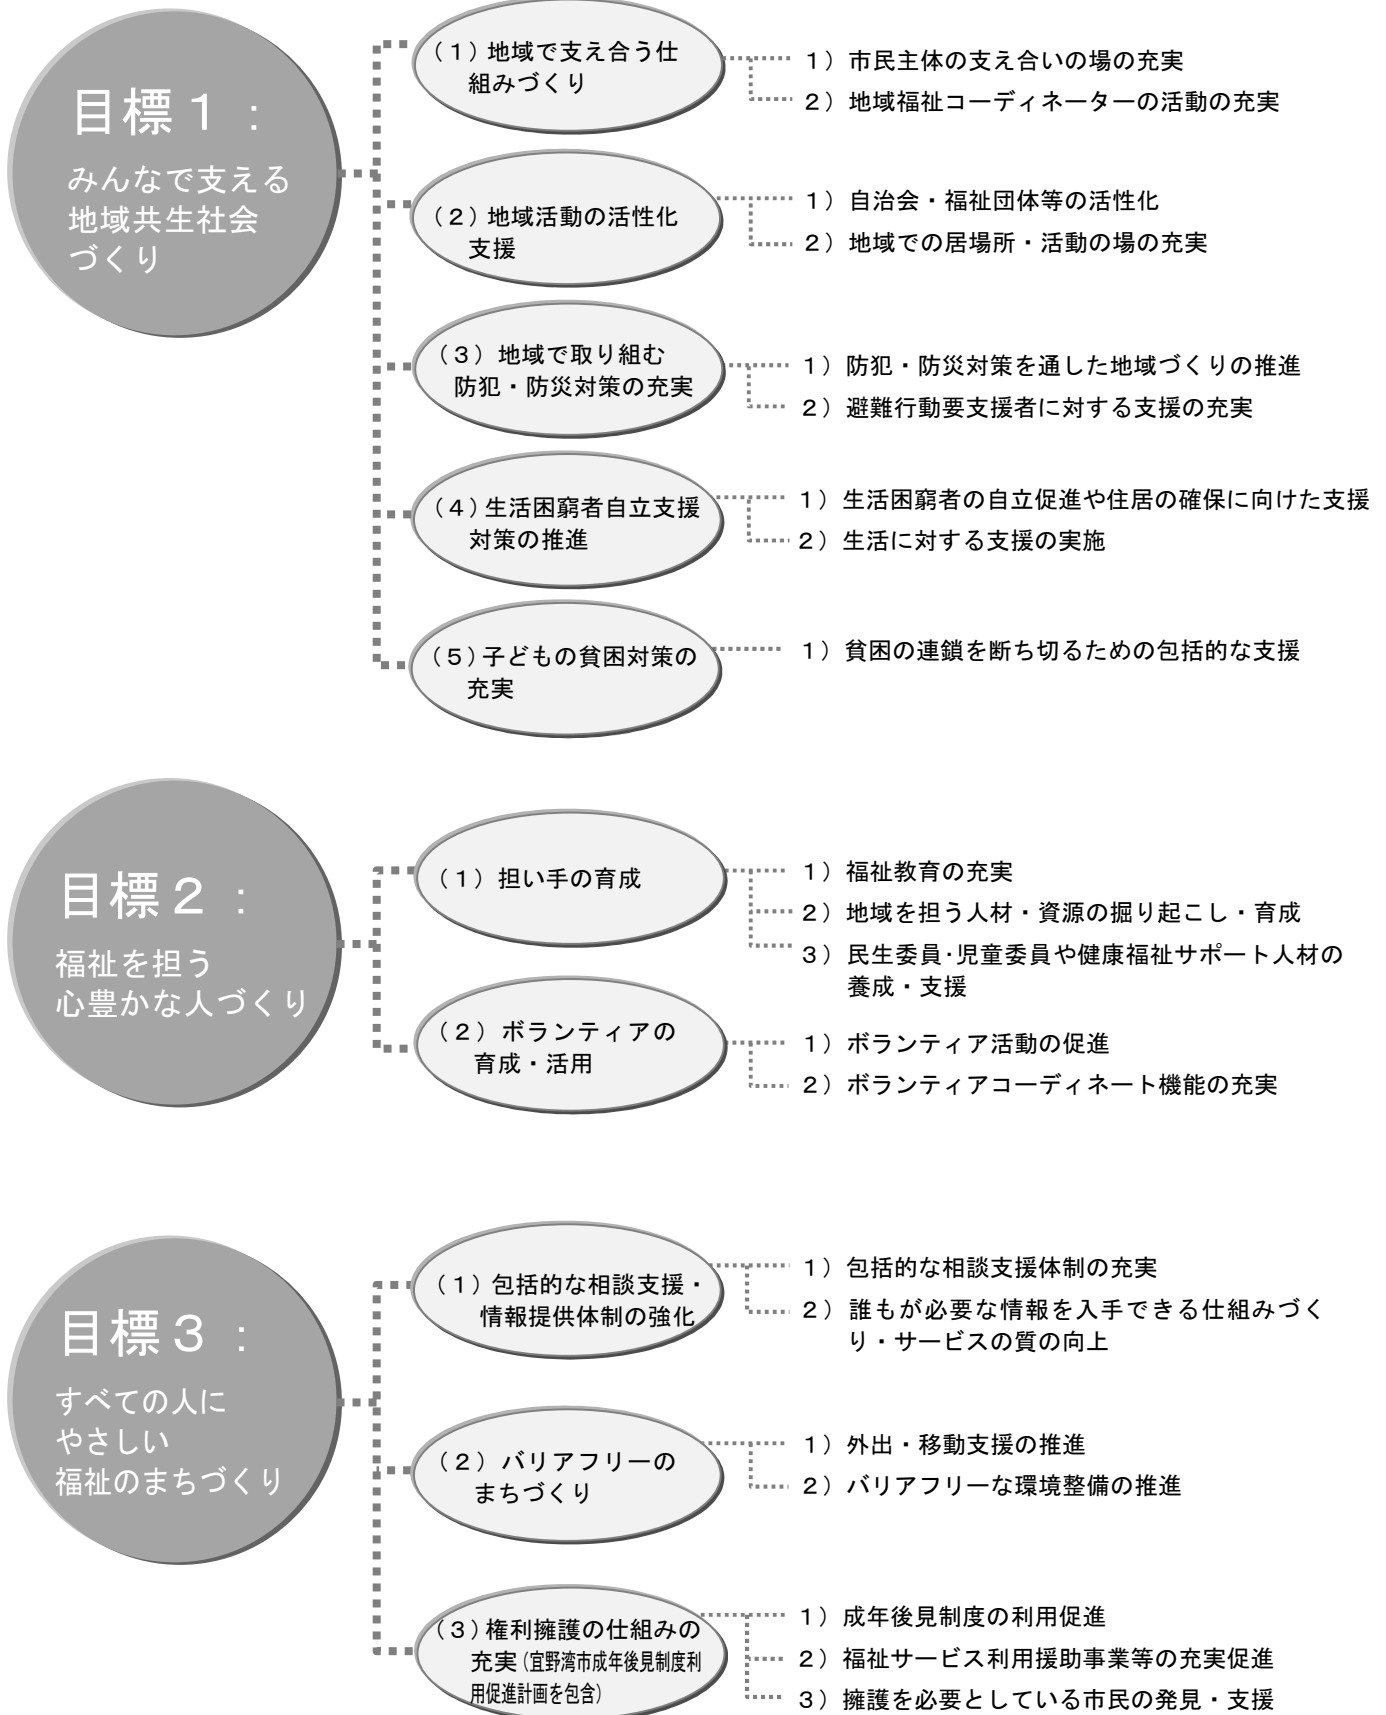 目標１：
みんなで支える
地域共生社会
づくり
（１）地域で支え合う仕
組みづくり
１）市民主体の支え合いの場の充実
２）地域福祉コーディネーターの活動の充実
（２）地域活動の活性化
支援
１）自治会・福祉団体等の活性化
２）地域での居場所・活動の場の充実
（３）地域で取り組む
防犯・防災対策の充実
１）防犯・防災対策を通した地域づくりの推進
２）避難行動要支援者に対する支援の充実
（４）生活困窮者自立支援
対策の推進
１）生活困窮者の自立促進や住居の確保に向けた支援
２）生活に対する支援の実施
（５）子どもの貧困対策の
充実
１）貧困の連鎖を断ち切るための包括的な支援
目標２：
福祉を担う
心豊かな人づくり
（１）担い手の育成
１）福祉教育の充実
２）地域を担う人材・資源の掘り起こし・育成
３）民生委員･児童委員や健康福祉サポート人材の
養成・支援
（２）ボランティアの
育成・活用
１）ボランティア活動の促進
２）ボランティアコーディネート機能の充実
目標３：
すべての人に
やさしい
福祉のまちづくり
（１）包括的な相談支援・
情報提供体制の強化
１）包括的な相談支援体制の充実
２）誰もが必要な情報を入手できる仕組みづく
り・サービスの質の向上
（２）バリアフリーの
まちづくり
１）外出・移動支援の推進
２）バリアフリーな環境整備の推進
（３）権利擁護の仕組みの
充実（宜野湾市成年後見制度利
用促進計画を包含）
１）成年後見制度の利用促進
２）福祉サービス利用援助事業等の充実促進
３）擁護を必要としている市民の発見・支援